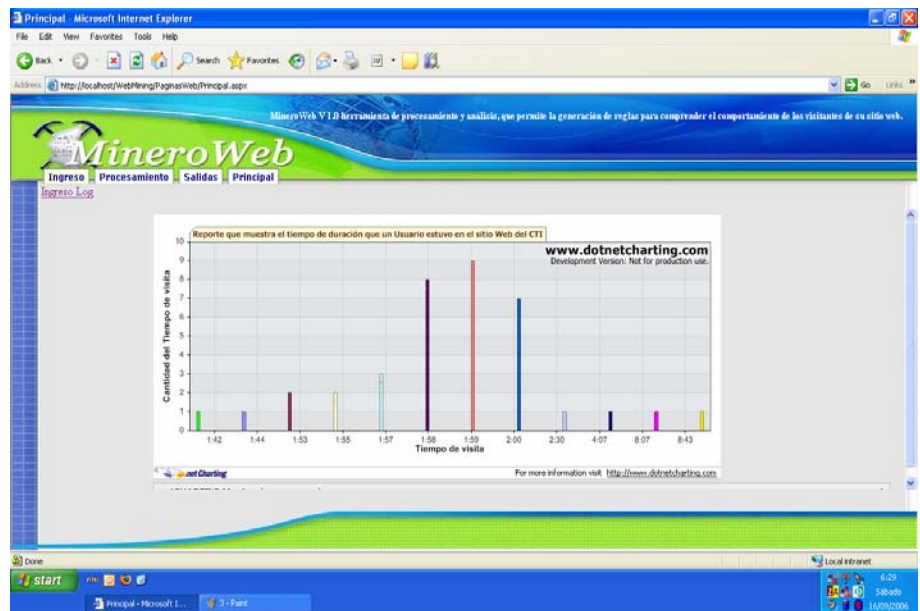 Principal - Microsoft Internet Explorer
File Edit View Favorites Tools Help
Back Search Favorites
Address http://localhost/WebMining/PaginasWeb/Principal.aspx Go Links
MineroWeb V 1.0 herramienta de procesamiento y analisis, que permite la generación de reglas para comprender el comportamiento de los visitantes de su sitio web.
MineroWeb
Ingreso Procesamiento Salidas Principal
Ingreso Log
Reporte que muestra el tiempo de duración que un Usuario estuvo en el sitio Web del CTI
www.dotnetcharting.com
Development Version: Not for production use.
Cantidad del Tiempo de visita
10
9
8
7
6
5
4
3
2
1
0
1:42 1:44 1:53 1:55 1:57 1:58 1:59 2:00 2:30 4:07 8:07 8:43
Tiempo de visita
.net Charting
For more information visit http://www.dotnetcharting.com
Done
Local intranet
start
6:29
Sábado
16/09/2006
Principal - Microsoft I...
3 - Paint